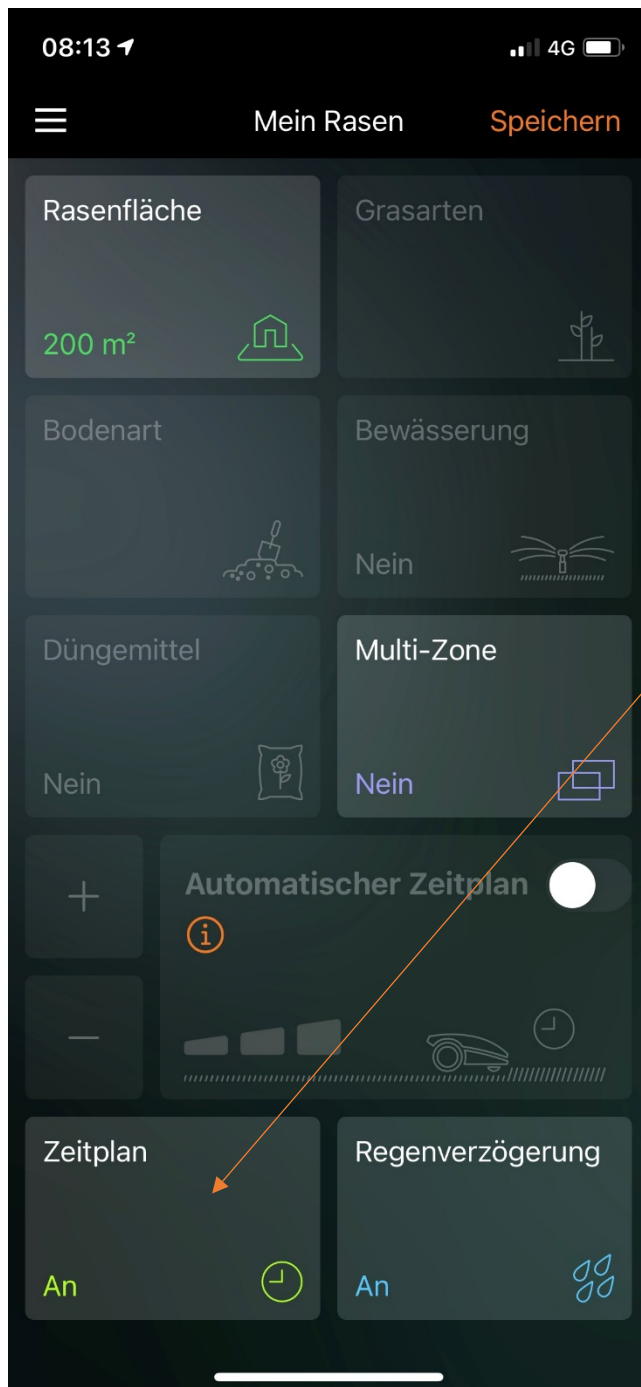 08:13
4G
Mein Rasen
Speichern
Rasenfläche
Grasarten
200 m²
Bodenart
Bewässerung
Nein
Düngemittel
Multi-Zone
Nein
Nein
+
Automatischer Zeitplan
i
−
Zeitplan
Regenverzögerung
An
An